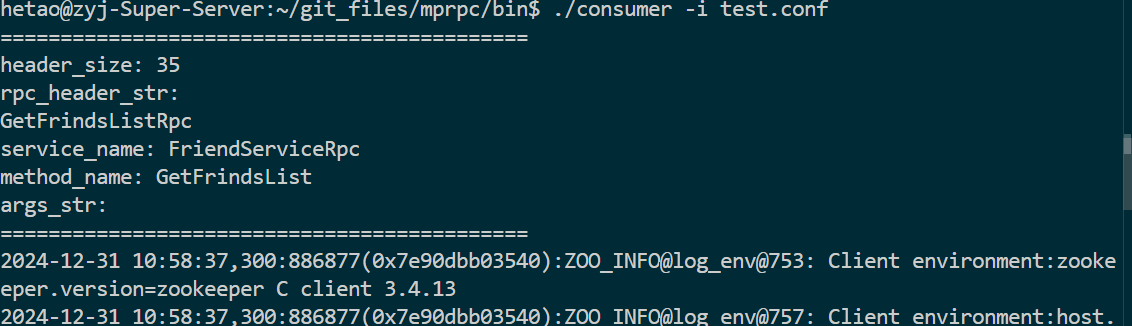 hetao@zyj-Super-Server:~/git_files/mprpc/bin$ ./consumer -i test.conf
============================================
header_size: 35
rpc_header_str:
GetFrindsListRpc
service_name: FriendServiceRpc
method_name: GetFrindsList
args_str:
============================================
2024-12-31 10:58:37,300:886877(0x7e90dbb03540):ZOO_INFO@log_env@753: Client environment:zooke
eper.version=zookeeper C client 3.4.13
2024-12-31 10:58:37,300:886877(0x7e90dbb03540):ZOO_INFO@log_env@757: Client environment:host.